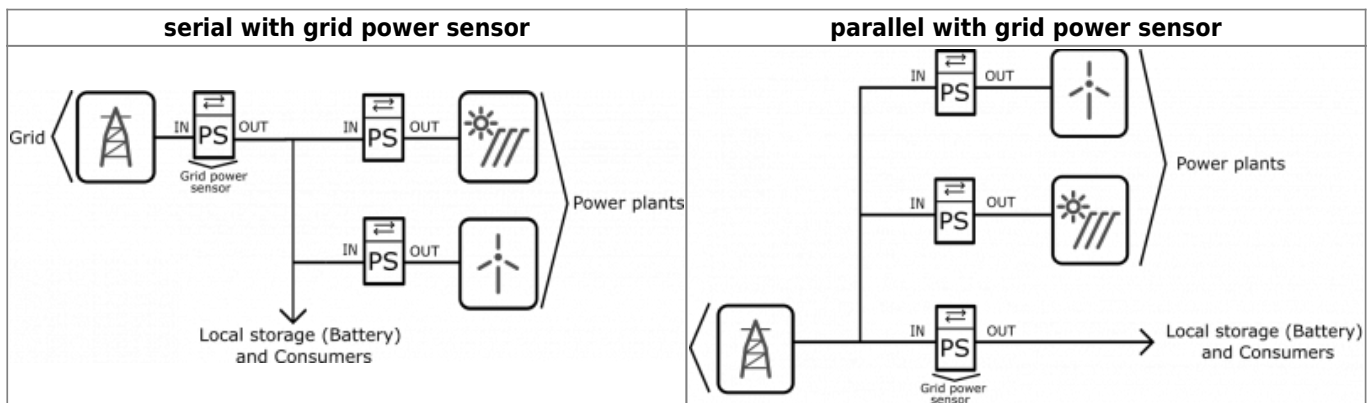 serial with grid power sensor
parallel with grid power sensor
Grid
IN
PS
OUT
Grid power
sensor
IN
PS
OUT
IN
PS
OUT
Power plants
Local storage (Battery)
and Consumers
IN
PS
OUT
IN
PS
OUT
Power plants
IN
PS
OUT
Grid power
sensor
Local storage (Battery)
and Consumers